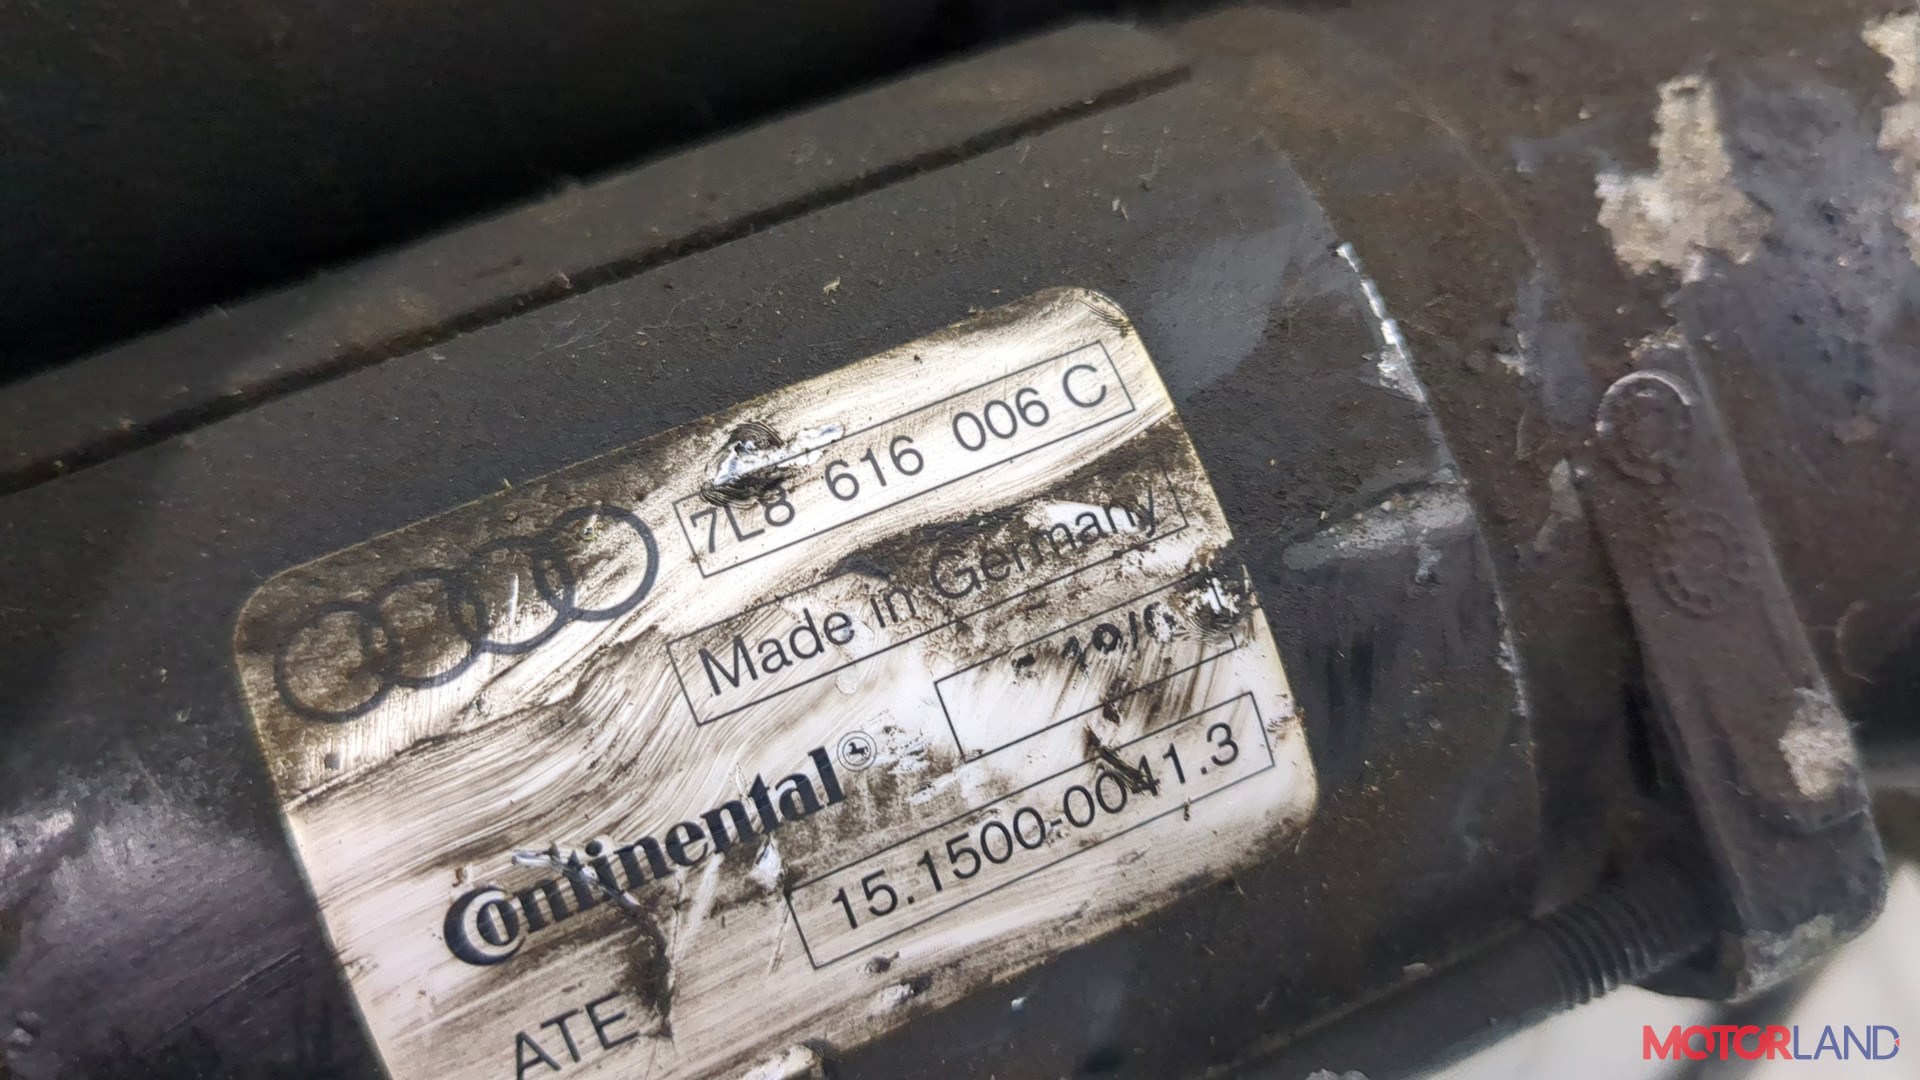 7L8 616 006 C
Made in Germany
Continental
15.1500-0041.3
ATE
MOTORLAND